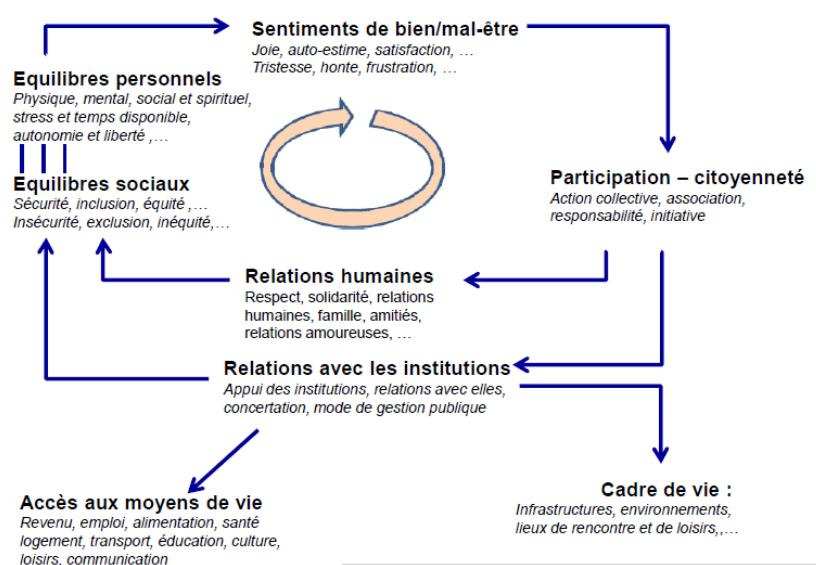 Sentiments de bien/mal-être
Joie, auto-estime, satisfaction, …
Tristesse, honte, frustration, …
Equilibres personnels
Physique, mental, social et spirituel,
stress et temps disponible,
autonomie et liberté ,…
Equilibres sociaux
Sécurité, inclusion, équité ,…
Insécurité, exclusion, inéquité,…
Participation – citoyenneté
Action collective, association,
responsabilité, initiative
Relations humaines
Respect, solidarité, relations
humaines, famille, amitiés,
relations amoureuses, …
Relations avec les institutions
Appui des institutions, relations avec elles,
concertation, mode de gestion publique
Accès aux moyens de vie
Revenu, emploi, alimentation, santé
logement, transport, éducation, culture,
loisirs, communication
Cadre de vie :
Infrastructures, environnements,
lieux de rencontre et de loisirs,,…